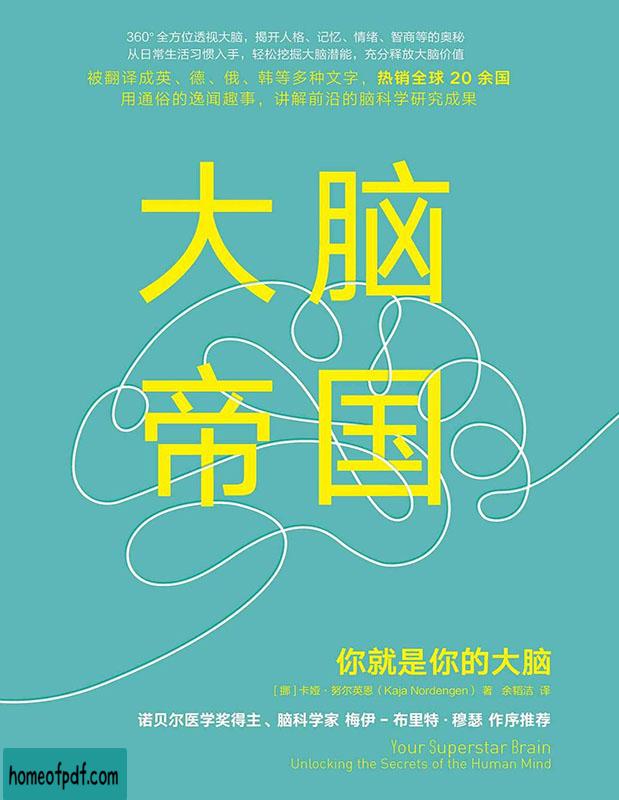 360° 全方位透视大脑，揭开人格、记忆、情绪、智商等的奥秘
从日常生活习惯入手，轻松挖掘大脑潜能，充分释放大脑价值
被翻译成英、德、俄、韩等多种文字，热销全球 20 余国
用通俗的逸闻趣事，讲解前沿的脑科学研究成果
大脑
帝国
你就是你的大脑
［挪］卡娅·努尔英恩（Kaja Nordengen）著 余韬洁 译
诺贝尔医学奖得主、脑科学家 梅伊－布里特·穆瑟 作序推荐
Your Superstar Brain
Unlocking the Secrets of the Human Mind
homeofpdf.com